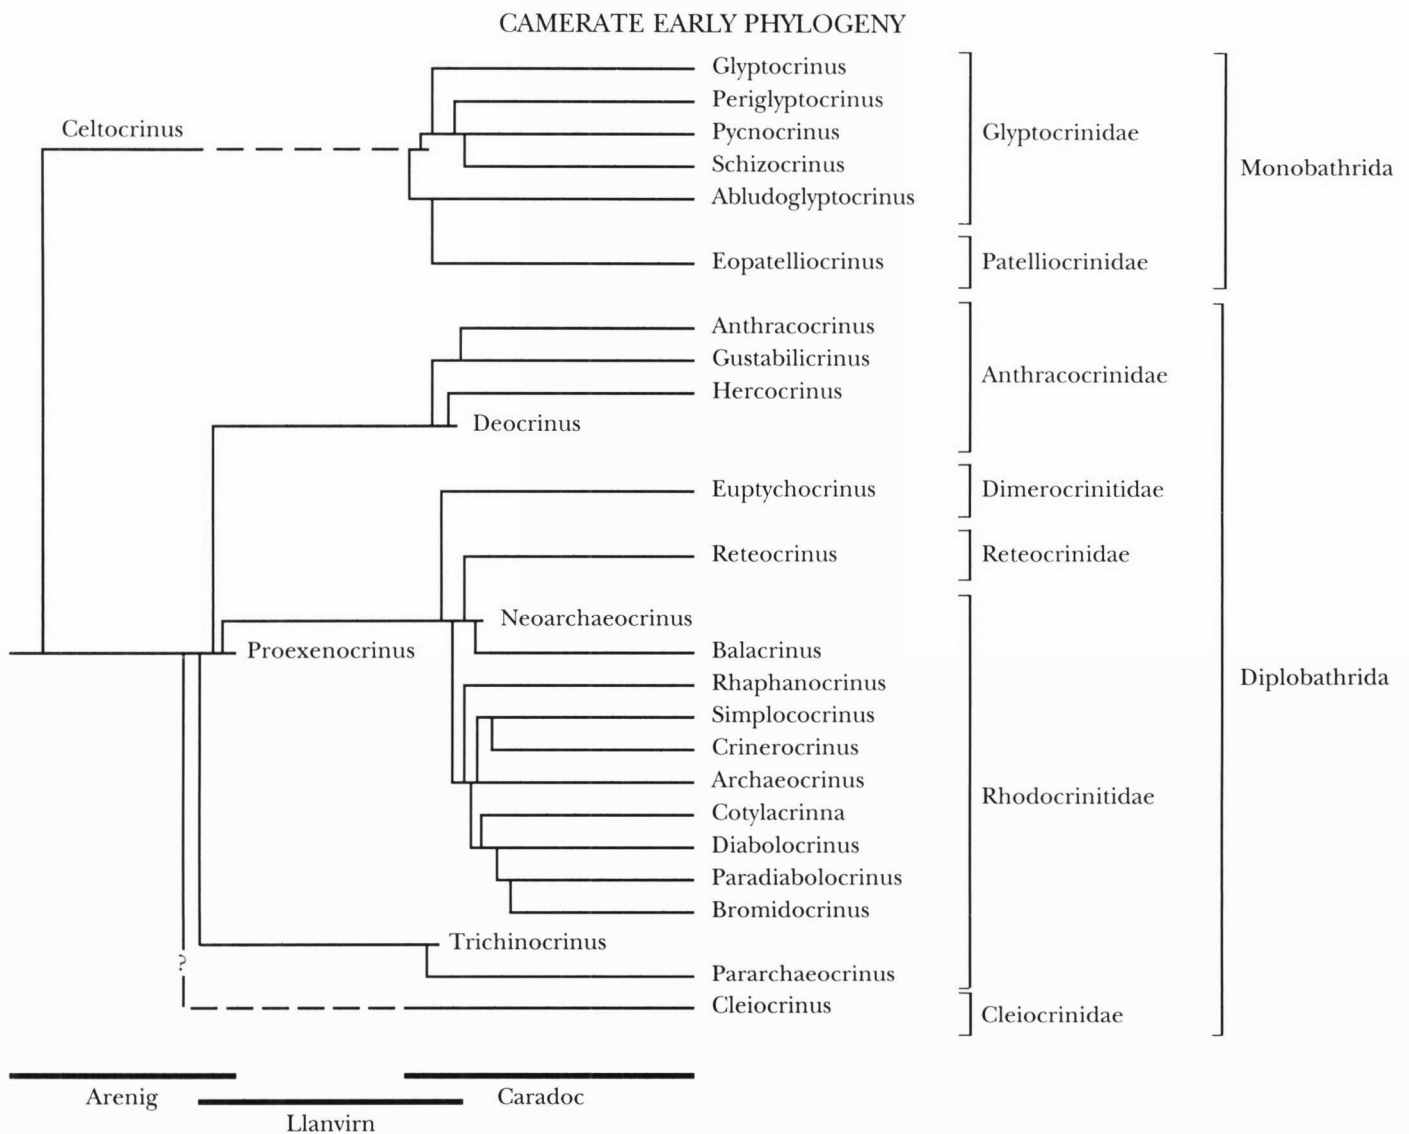 CAMERATE EARLY PHYLOGENY
Glyptocrinus
Periglyptocrinus
Celtocrinus
Pycnocrinus
Glyptocrinidae
Schizocrinus
Monobathrida
Abludoglyptocrinus
Eopatelliocrinus
Patelliocrinidae
Anthracocrinus
Gustabilicrinus
Anthracocrinidae
Hercocrinus
Deocrinus
Euptychocrinus
Dimerocrinitidae
Reteocrinus
Reteocrinidae
Neoarchaeocrinus
Proexenocrinus
Balacrinus
Rhaphanocrinus
Diplobathrida
Simplococrinus
Crinerocrinus
Archaeocrinus
Rhodocrinitidae
Cotylacrinna
Diabolocrinus
Paradiabolocrinus
Bromidocrinus
Trichinocrinus
?
Pararchaeocrinus
Cleiocrinus
Cleiocrinidae
Arenig
Caradoc
Llanvirn